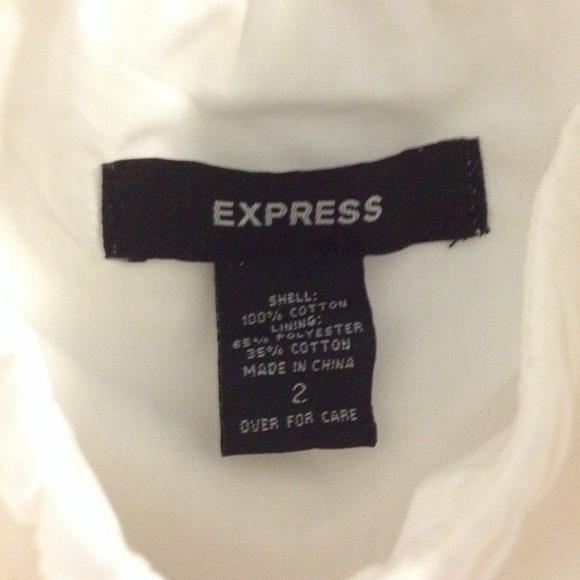 EXPRESS
SHELL:
100% COTTON
LINING:
65% POLYESTER
35% COTTON
MADE IN CHINA
2
OVER FOR CARE